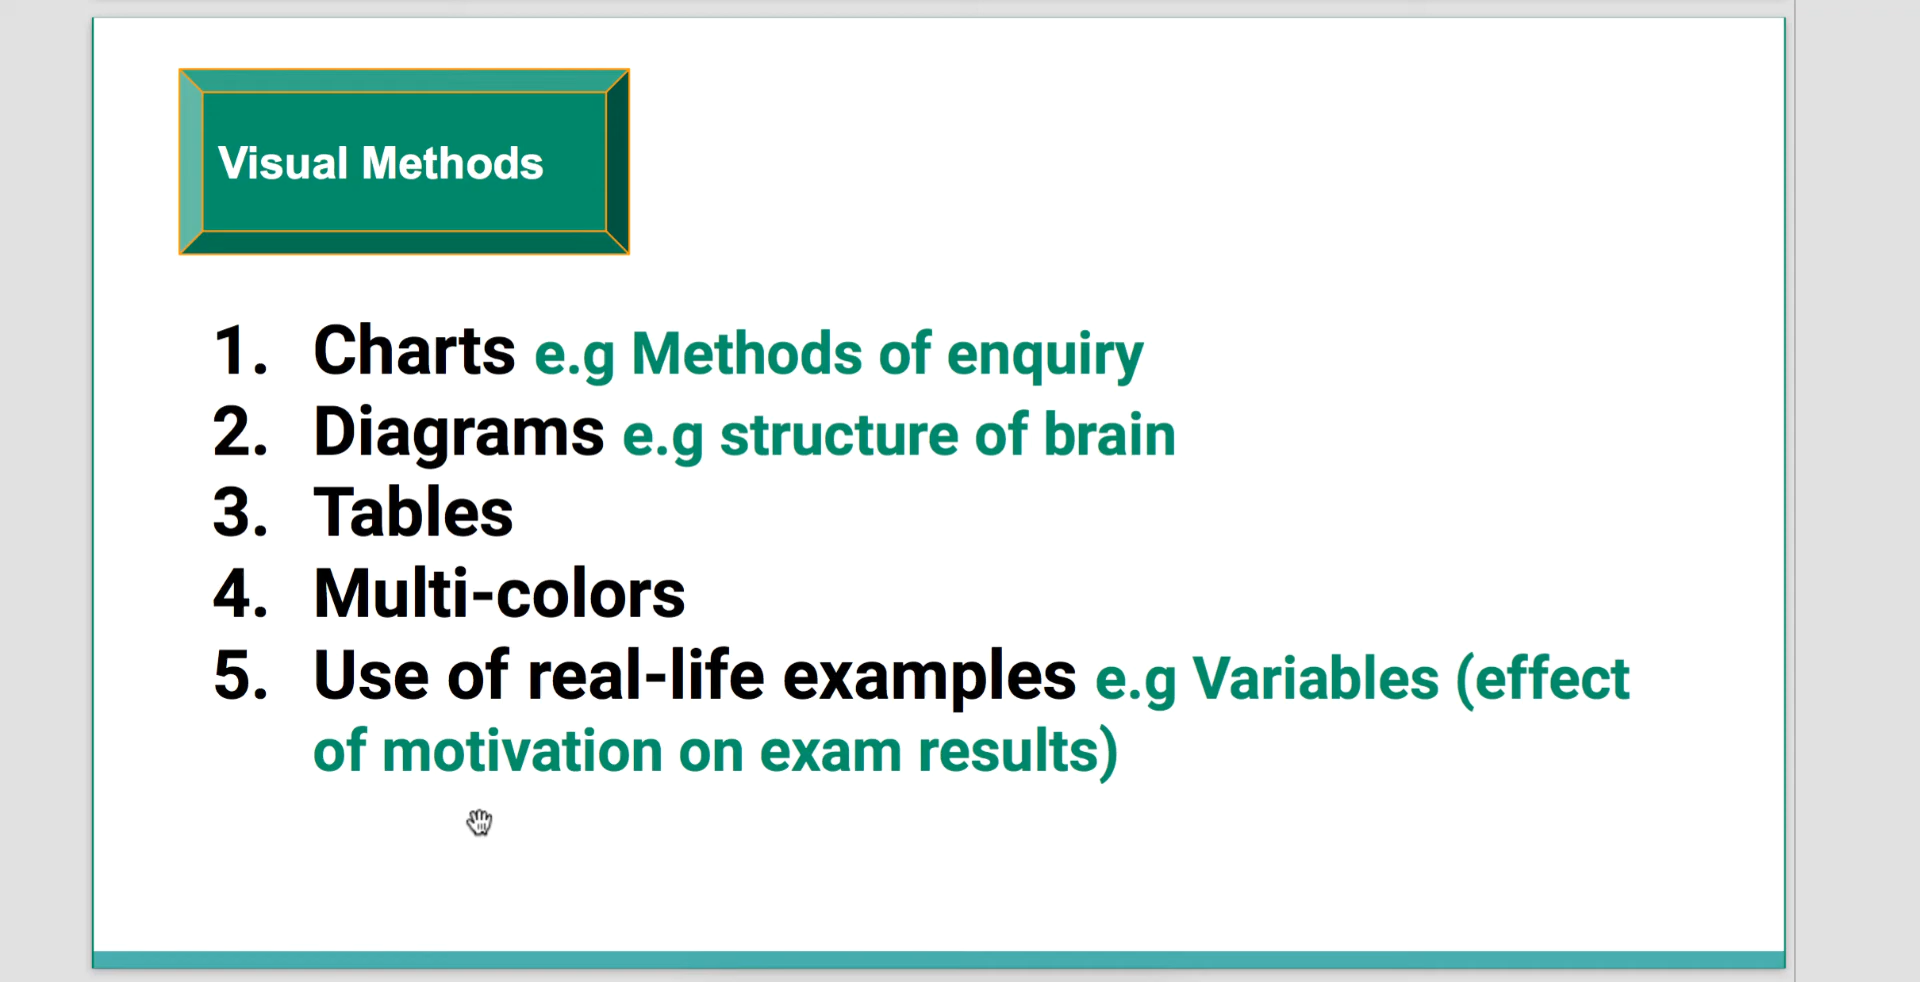 Visual Methods
1. Charts e.g Methods of enquiry
2. Diagrams e.g structure of brain
3. Tables
4. Multi-colors
5. Use of real-life examples e.g Variables (effect
of motivation on exam results)